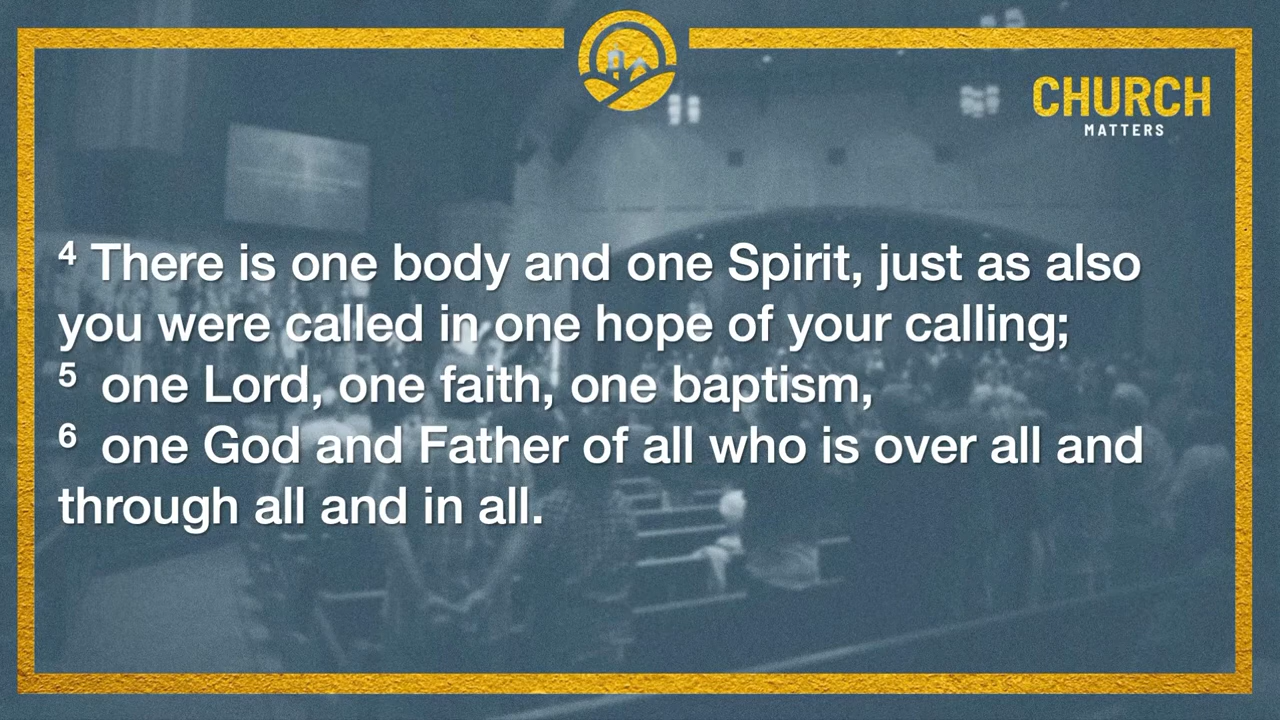 CHURCH
MATTERS
4 There is one body and one Spirit, just as also
you were called in one hope of your calling;
5 one Lord, one faith, one baptism,
6 one God and Father of all who is over all and
through all and in all.